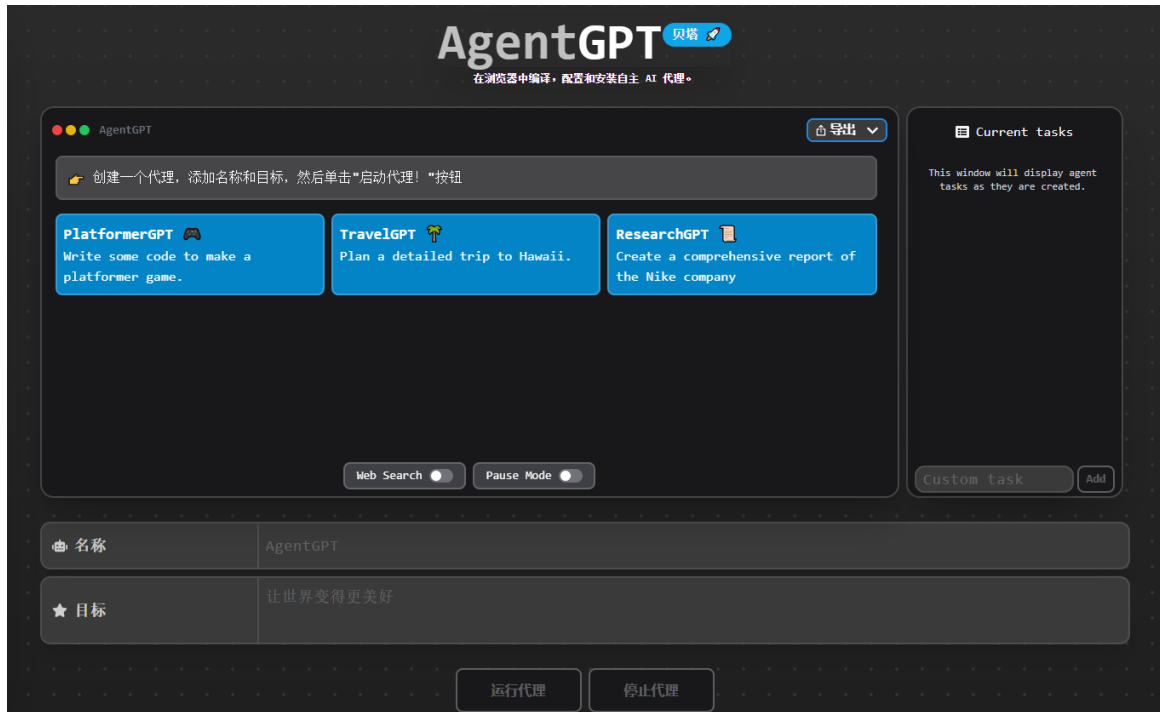 AgentGPT 贝塔
在浏览器中编译，配置和安装自主 AI 代理。
AgentGPT
导出
创建一个代理，添加名称和目标，然后单击"启动代理！"按钮
PlatformerGPT
Write some code to make a
platformer game.
TravelGPT
Plan a detailed trip to Hawaii.
ResearchGPT
Create a comprehensive report of
the Nike company
Web Search
Pause Mode
Current tasks
This window will display agent
tasks as they are created.
Custom task
Add
名称
AgentGPT
目标
让世界变得更美好
运行代理
停止代理